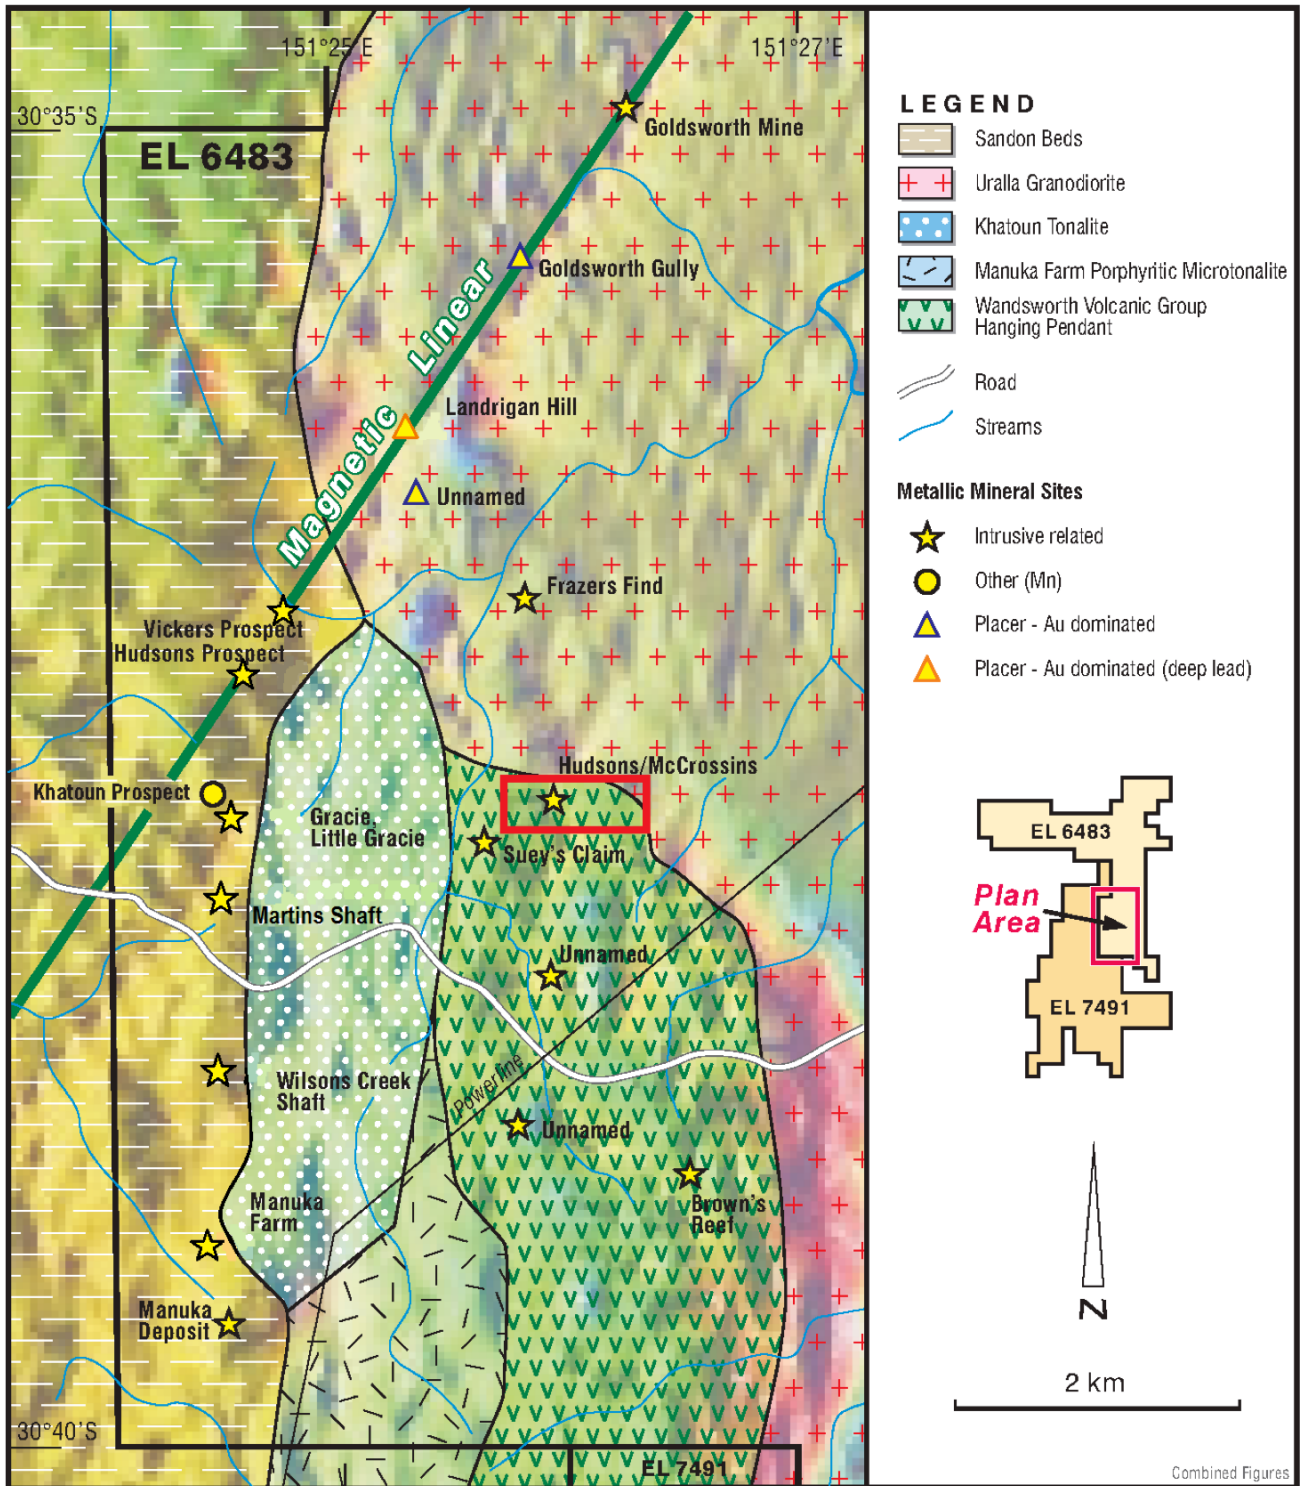 151°25'E
151°27'E
30°35'S
EL 6483
Goldsworth Mine
Goldsworth Gully
Magnetic Linear
Landrigan Hill
Unnamed
Frazers Find
Vickers Prospect
Hudsons Prospect
Hudsons/McCrossins
Khatoun Prospect
Gracie,
Little Gracie
Suey's Claim
Martins Shaft
Unnamed
Wilsons Creek
Shaft
Powerline
Unnamed
Manuka
Farm
Brown's
Reef
Manuka
Deposit
30°40'S
EL 7491
LEGEND
Sandon Beds
Uralla Granodiorite
Khatoun Tonalite
Manuka Farm Porphyritic Microtonalite
Wandsworth Volcanic Group
Hanging Pendant
Road
Streams
Metallic Mineral Sites
Intrusive related
Other (Mn)
Placer - Au dominated
Placer - Au dominated (deep lead)
EL 6483
Plan
Area
EL 7491
N
2 km
Combined Figures